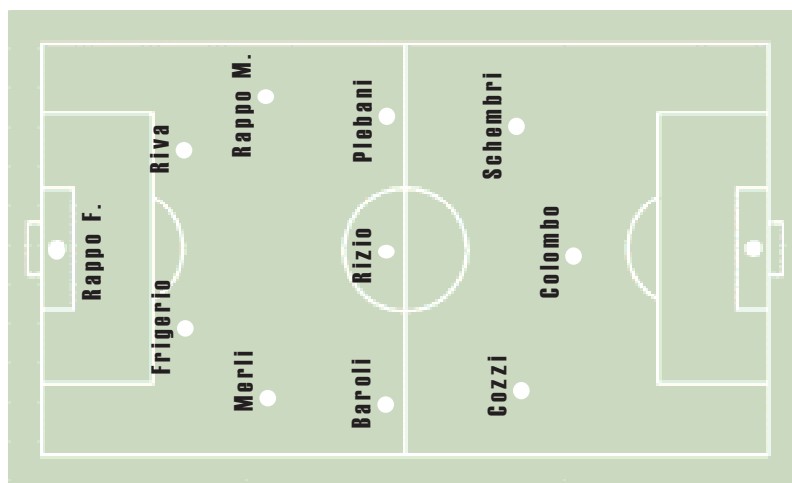 Rappo F.
Frigerio
Riva
Merli
Rappo M.
Baroli
Rizio
Plebani
Cozzi
Schembri
Colombo